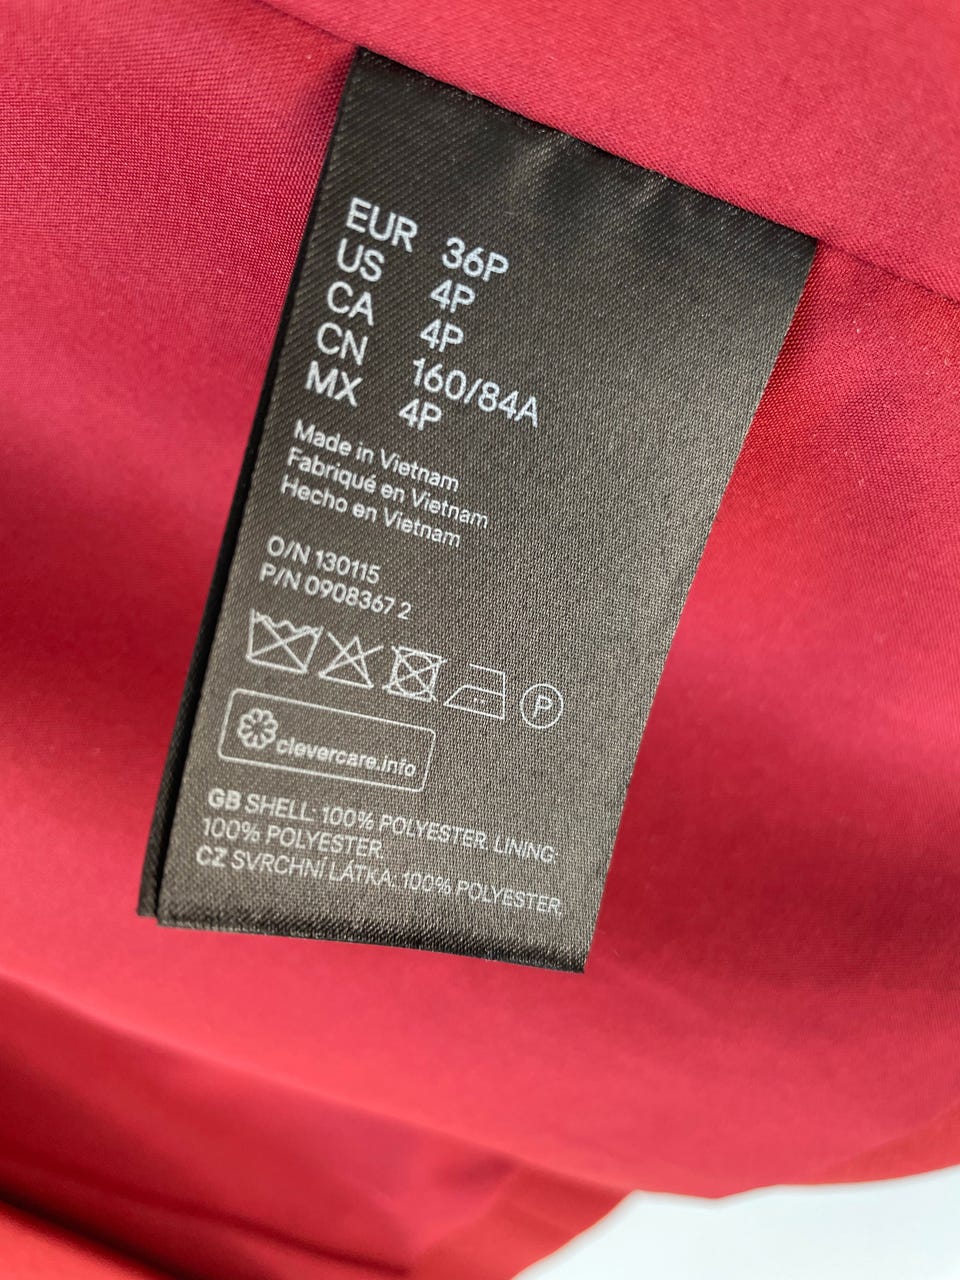 EUR 36P
US 4P
CA 4P
CN 160/84A
MX 4P
Made in Vietnam
Fabriqué en Vietnam
Hecho en Vietnam
O/N 130115
P/N 0908367 2
P
clevercare.info
GB SHELL: 100% POLYESTER. LINING:
100% POLYESTER.
CZ SVRCHNÍ LÁTKA: 100% POLYESTER.